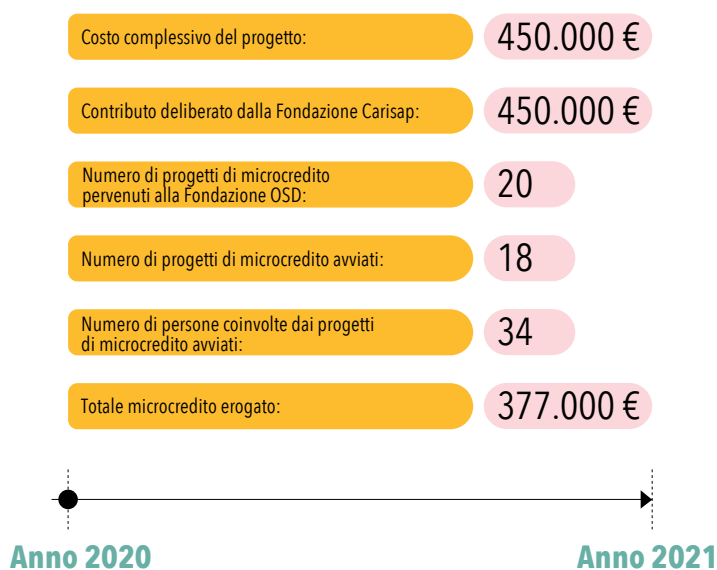 Costo complessivo del progetto:
450.000 €
Contributo deliberato dalla Fondazione Carisap:
450.000 €
Numero di progetti di microcredito
pervenuti alla Fondazione OSD:
20
Numero di progetti di microcredito avviati:
18
Numero di persone coinvolte dai progetti
di microcredito avviati:
34
Totale microcredito erogato:
377.000 €
Anno 2020
Anno 2021